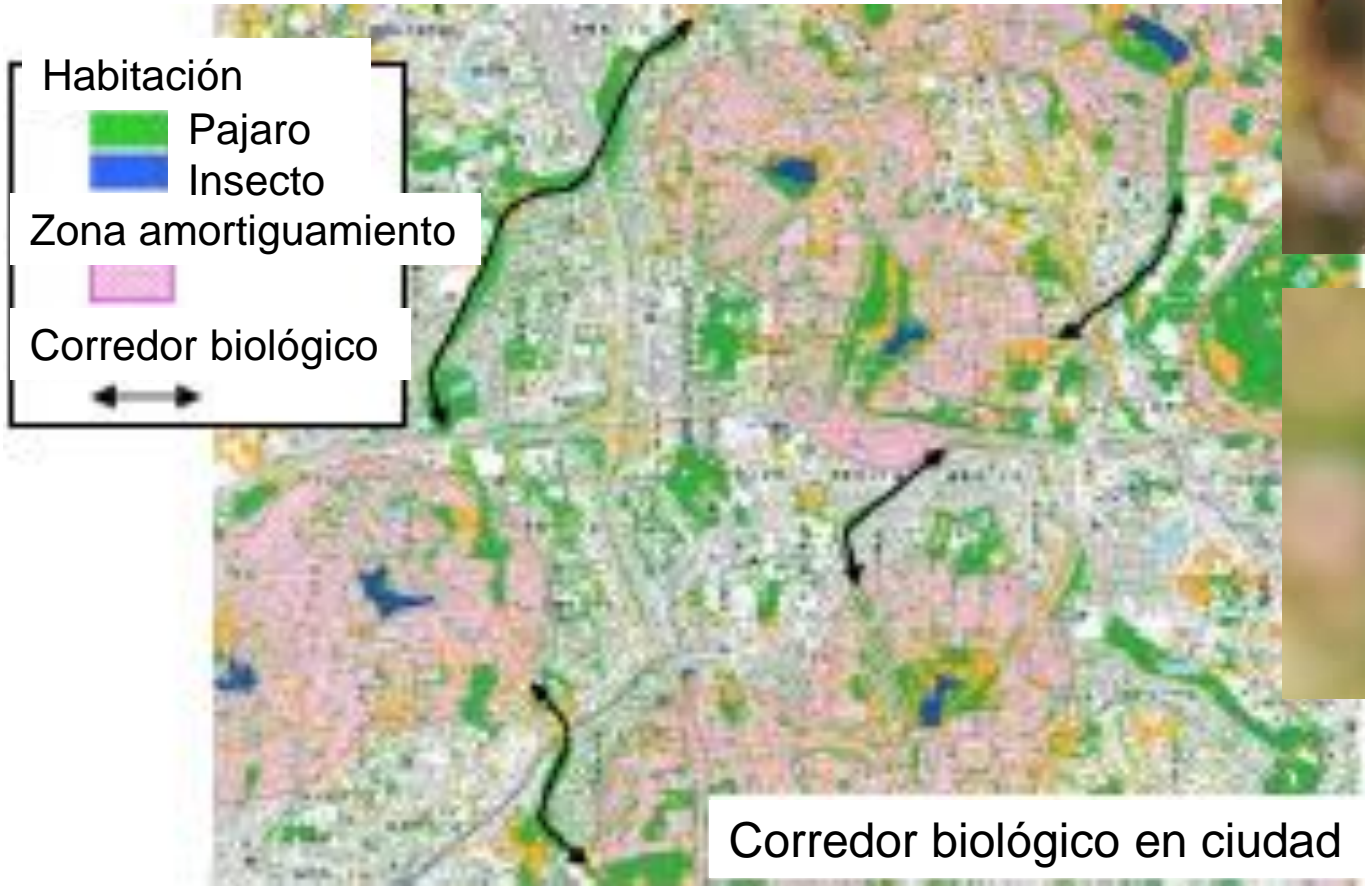 Habitación
Pajaro
Insecto
Zona amortiguamiento
Corredor biológico
Corredor biológico en ciudad